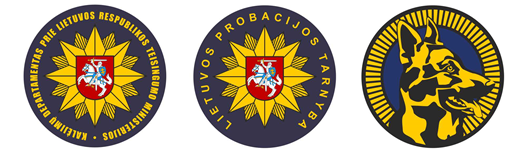 KALĖJIMŲ DEPARTAMENTAS PRIE LIETUVOS RESPUBLIKOS TEISINGUMO MINISTERIJOS •
LIETUVOS PROBACIJOS TARNYBA